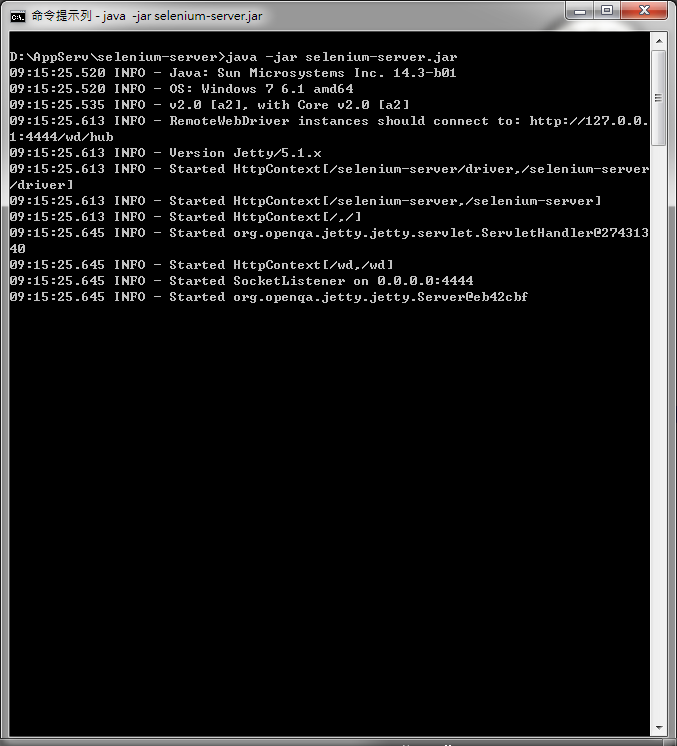 命令提示列 - java -jar selenium-server.jar
D:\AppServ\selenium-server>java -jar selenium-server.jar
09:15:25.520 INFO - Java: Sun Microsystems Inc. 14.3-b01
09:15:25.520 INFO - OS: Windows 7 6.1 amd64
09:15:25.535 INFO - v2.0 [a2], with Core v2.0 [a2]
09:15:25.613 INFO - RemoteWebDriver instances should connect to: http://127.0.0.
1:4444/wd/hub
09:15:25.613 INFO - Version Jetty/5.1.x
09:15:25.613 INFO - Started HttpContext[/selenium-server/driver,/selenium-server
/driver]
09:15:25.613 INFO - Started HttpContext[/selenium-server,/selenium-server]
09:15:25.613 INFO - Started HttpContext[/,/]
09:15:25.645 INFO - Started org.openqa.jetty.jetty.servlet.ServletHandler@274313
40
09:15:25.645 INFO - Started HttpContext[/wd,/wd]
09:15:25.645 INFO - Started SocketListener on 0.0.0.0:4444
09:15:25.645 INFO - Started org.openqa.jetty.jetty.Server@eb42cbf